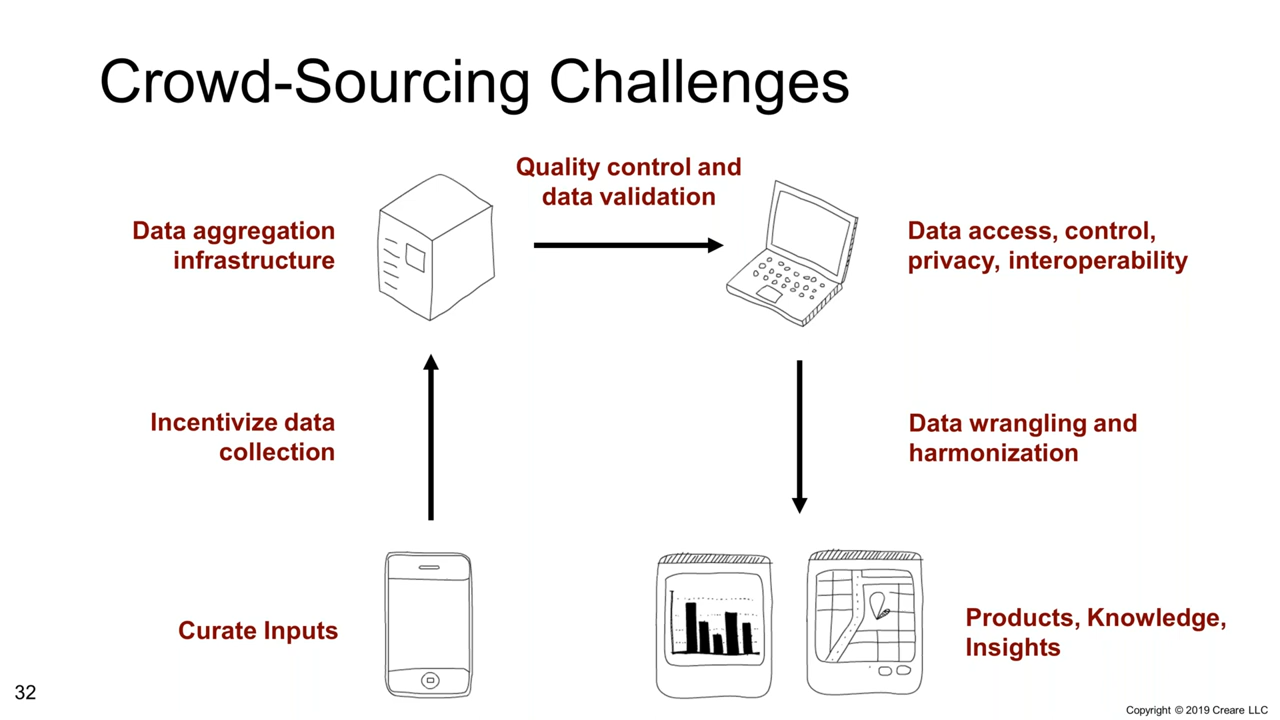 Crowd-Sourcing Challenges
Quality control and
data validation
Data aggregation
infrastructure
Data access, control,
privacy, interoperability
Incentivize data
collection
Data wrangling and
harmonization
Curate Inputs
Products, Knowledge,
Insights
32
Copyright © 2019 Creare LLC